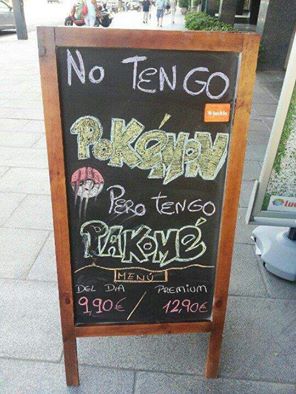 No TENGO
POKÉMON
PERO TENGO
PAKOMÉ
MENÚ
DEL DIA / PREMIUM
9,90€ / 12,90€